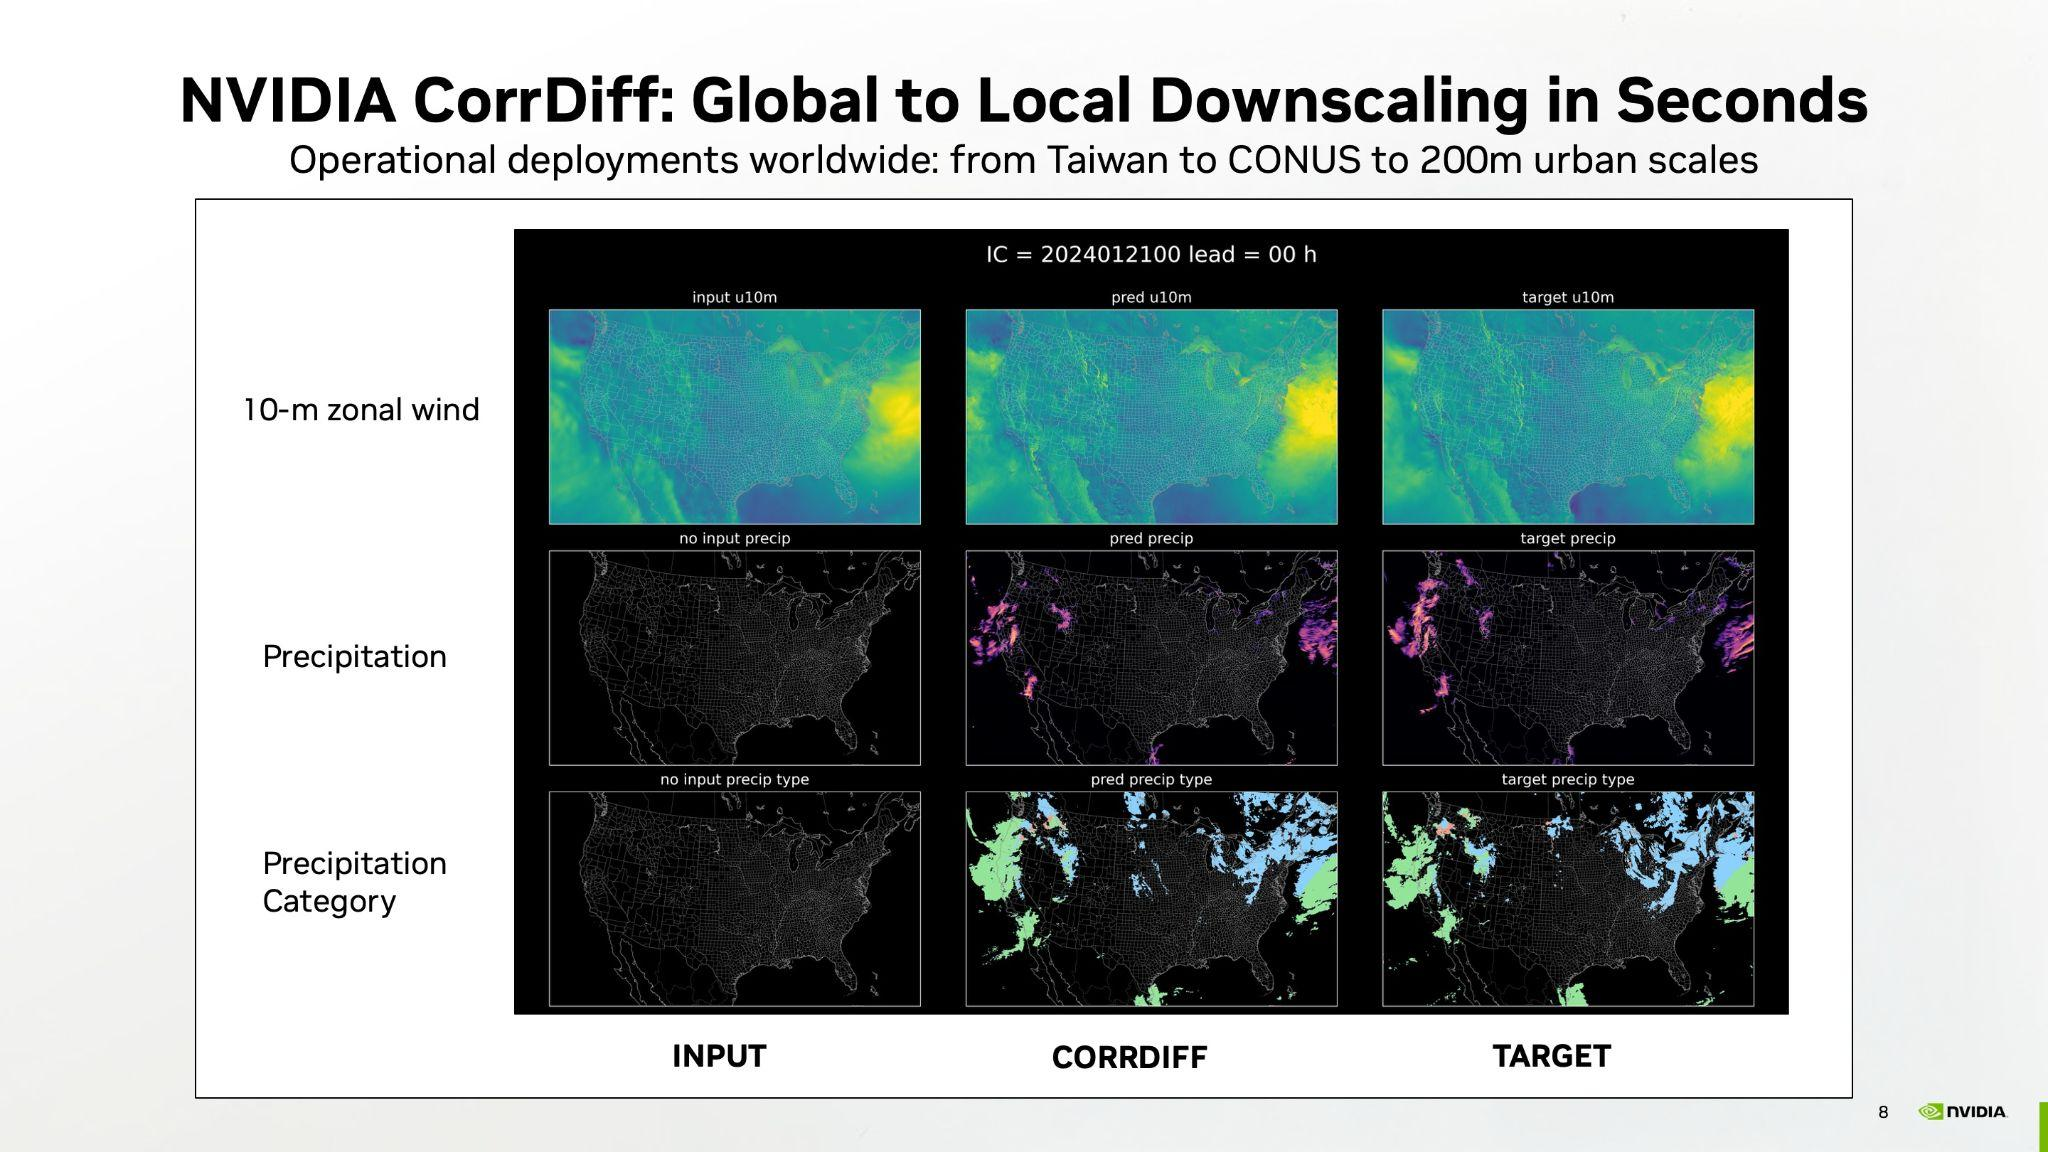 NVIDIA CorrDiff: Global to Local Downscaling in Seconds
Operational deployments worldwide: from Taiwan to CONUS to 200m urban scales
IC = 2024012100 lead = 00 h
input u10m
pred u10m
target u10m
10-m zonal wind
no input precip
pred precip
target precip
Precipitation
no input precip type
pred precip type
target precip type
Precipitation
Category
INPUT
CORRDIFF
TARGET
8
NVIDIA